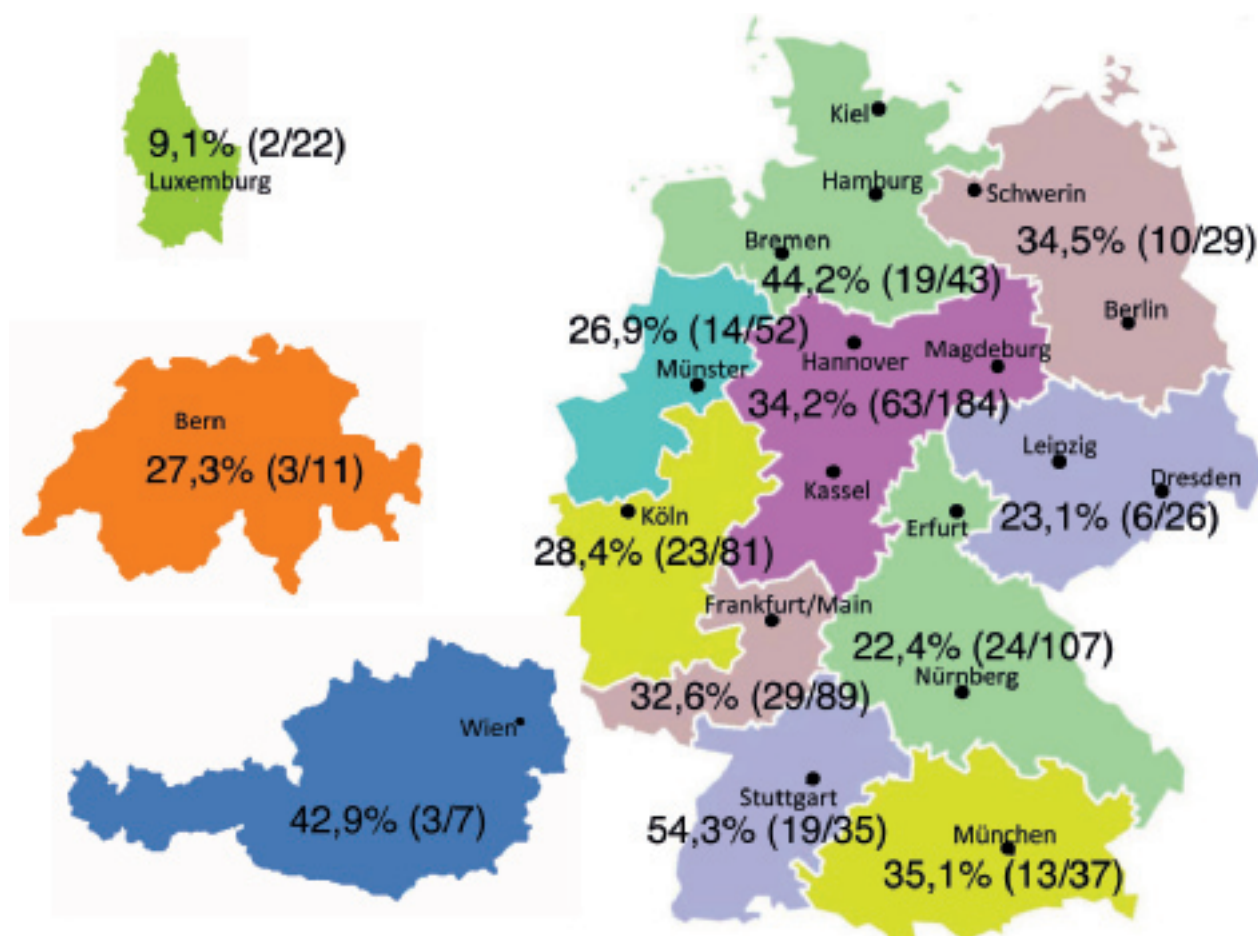 9,1% (2/22)
Luxemburg
Bern
27,3% (3/11)
Wien
42,9% (3/7)
Kiel
Hamburg
Schwerin
34,5% (10/29)
Bremen
44,2% (19/43)
Berlin
26,9% (14/52)
Münster
Hannover
Magdeburg
34,2% (63/184)
Kassel
Leipzig
Dresden
23,1% (6/26)
Köln
28,4% (23/81)
Erfurt
Frankfurt/Main
32,6% (29/89)
22,4% (24/107)
Nürnberg
Stuttgart
54,3% (19/35)
München
35,1% (13/37)